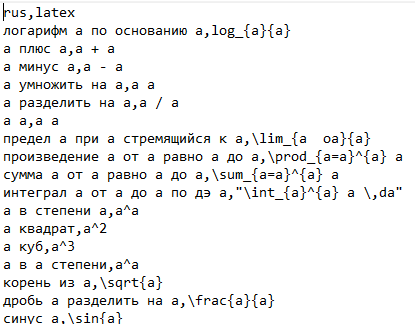 rus,latex
логарифм a по основанию a,log_{a}{a}
a плюс a,a + a
a минус a,a - a
a умножить на a,a a
a разделить на a,a / a
a a,a a
предел a при a стремящийся к a,\lim_{a  oa}{a}
произведение a от a равно a до a,\prod_{a=a}^{a} a
сумма a от a равно a до a,\sum_{a=a}^{a} a
интеграл a от a до a по дэ a,"\int_{a}^{a} a \,da"
a в степени a,a^a
a квадрат,a^2
a куб,a^3
a в a степени,a^a
корень из a,\sqrt{a}
дробь a разделить на a,\frac{a}{a}
синус a,\sin{a}